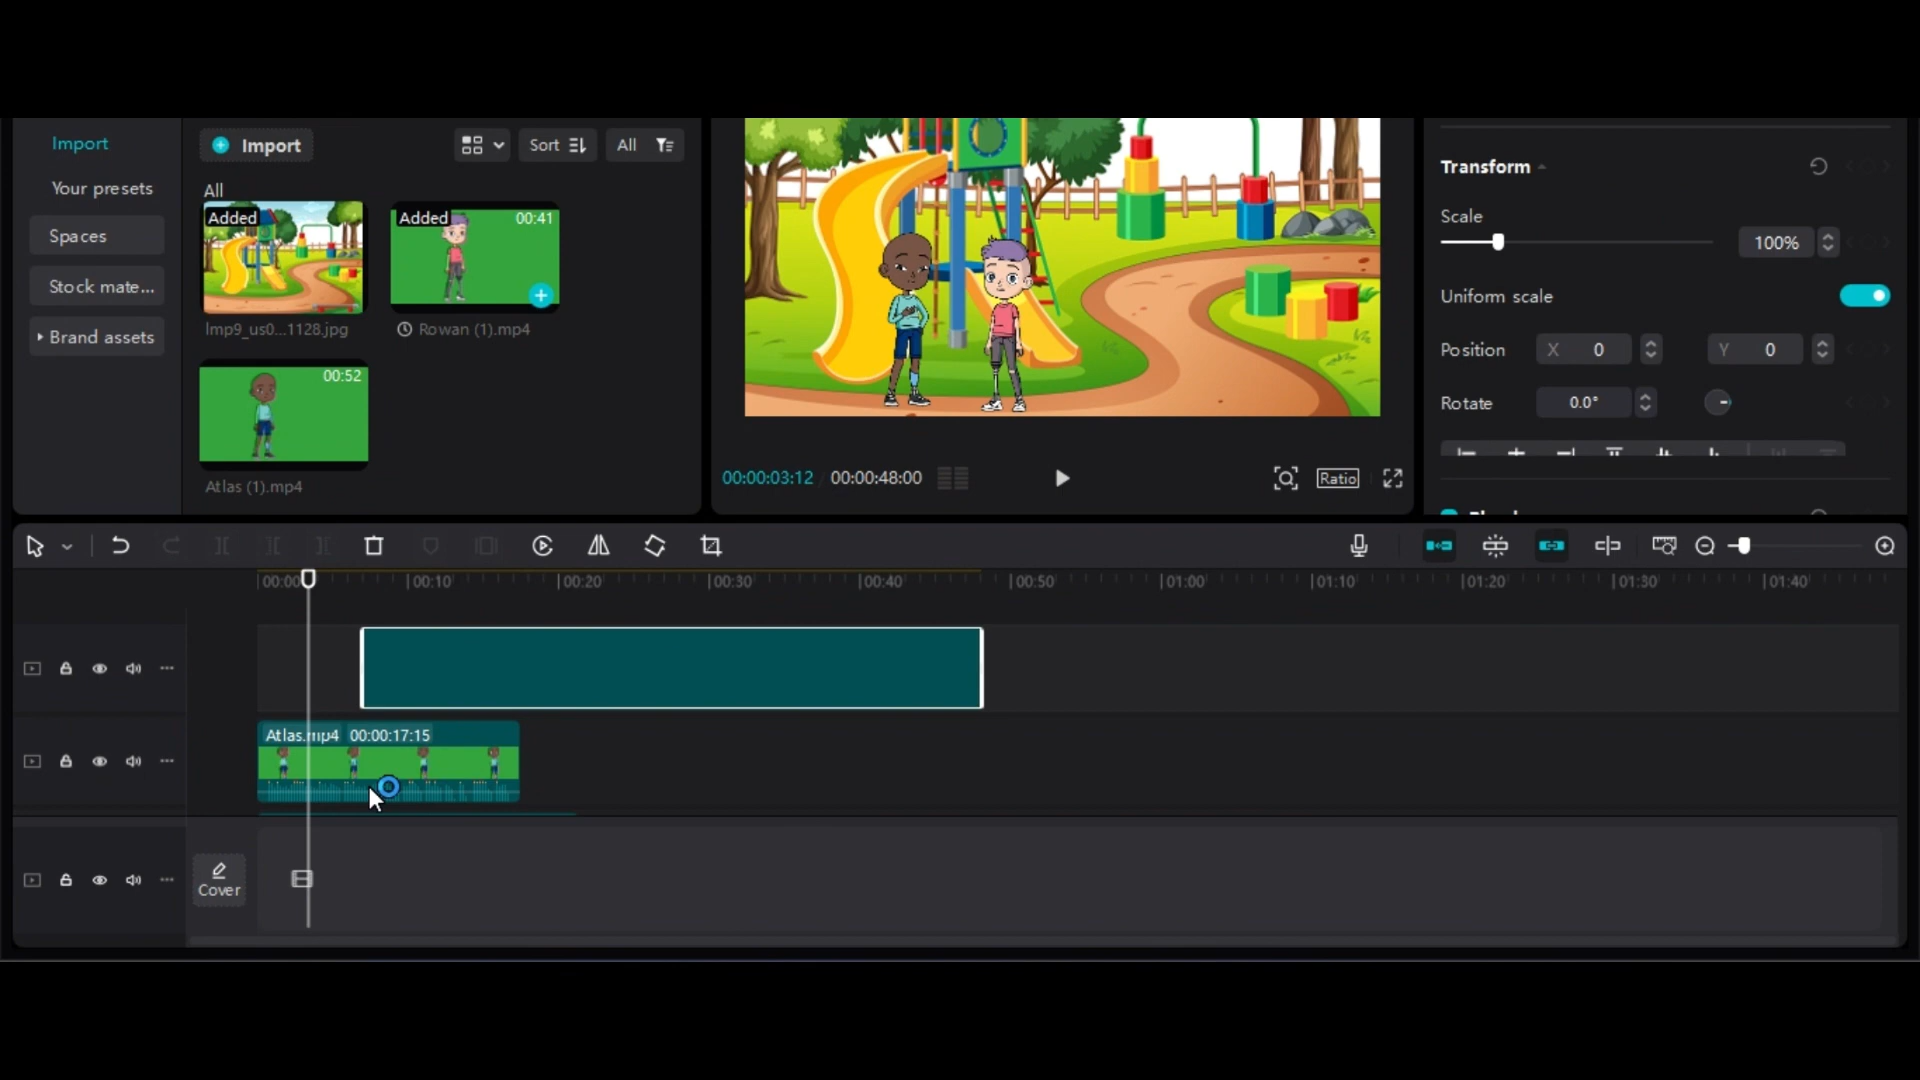 Import
Your presets
Spaces
Stock mate...
Brand assets
Import
Sort
All
All
Added
lmp9_us0...1128.jpg
Added
00:41
Rowan (1).mp4
00:52
Atlas (1).mp4
00:00:03:12 / 00:00:48:00
Ratio
Transform
Scale
100%
Uniform scale
Position
X 0
Y 0
Rotate
0.0°
00:00
00:10
00:20
00:30
00:40
00:50
01:00
01:10
01:20
01:30
01:40
Atlas.mp4 00:00:17:15
Cover